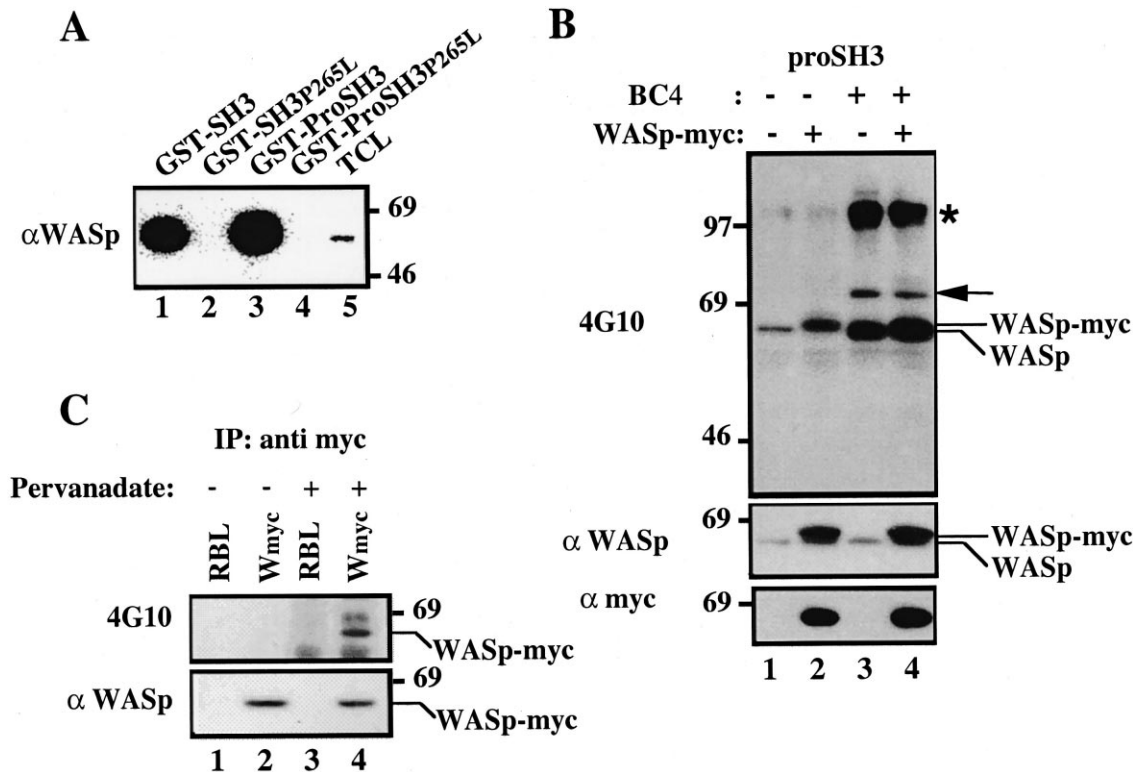 A
GST-SH3
GST-SH3P265L
GST-ProSH3
GST-ProSH3P265L
TCL
αWASp
69
46
1 2 3 4 5
B
proSH3
BC4 : - - + +
WASp-myc: - + - +
97
*
69
4G10
WASp-myc
WASp
46
69
α WASp
WASp-myc
WASp
α myc
69
1 2 3 4
C
IP: anti myc
Pervanadate: - - + +
RBL Wmyc RBL Wmyc
4G10
69
WASp-myc
α WASp
69
WASp-myc
1 2 3 4